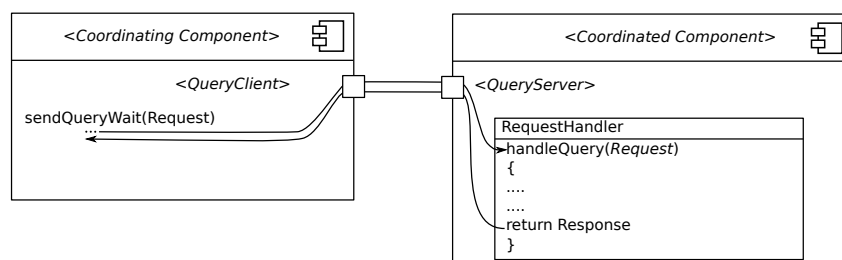 <Coordinating Component>
<Coordinated Component>
<QueryClient>
<QueryServer>
sendQueryWait(Request)
...
RequestHandler
handleQuery(Request)
{
....
....
return Response
}